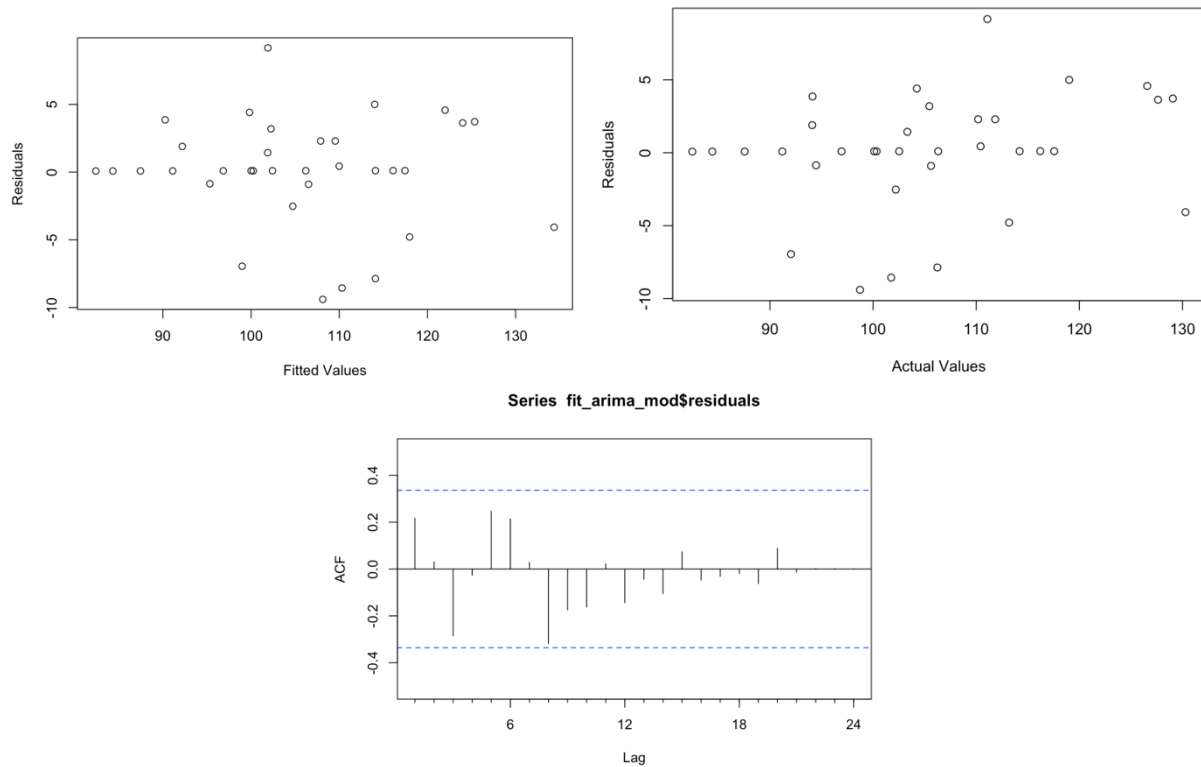 Residuals
5
0
-5
-10
90 100 110 120 130
Fitted Values
Residuals
5
0
-5
-10
90 100 110 120 130
Actual Values
Series fit_arima_mod$residuals
ACF
0.4
0.2
0.0
-0.2
-0.4
6 12 18 24
Lag